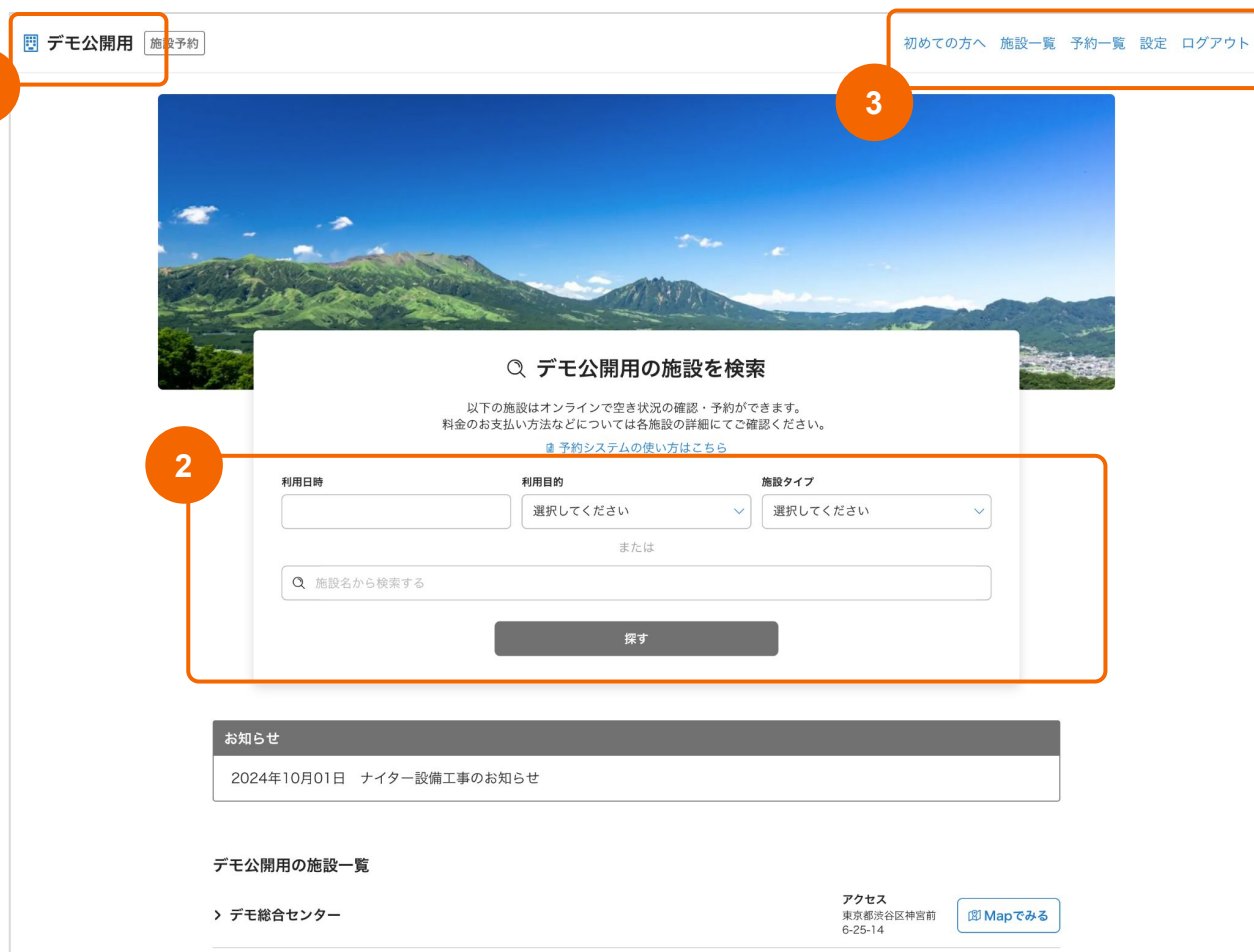 デモ公開用 施設予約
初めての方へ 施設一覧 予約一覧 設定 ログアウト
3
デモ公開用の施設を検索
以下の施設はオンラインで空き状況の確認・予約ができます。
料金のお支払い方法などについては各施設の詳細にてご確認ください。
予約システムの使い方はこちら
2
利用日時 利用目的 施設タイプ
選択してください 選択してください
または
施設名から検索する
探す
お知らせ
2024年10月01日 ナイター設備工事のお知らせ
デモ公開用の施設一覧
デモ総合センター
アクセス
東京都渋谷区神宮前
6-25-14
Mapでみる